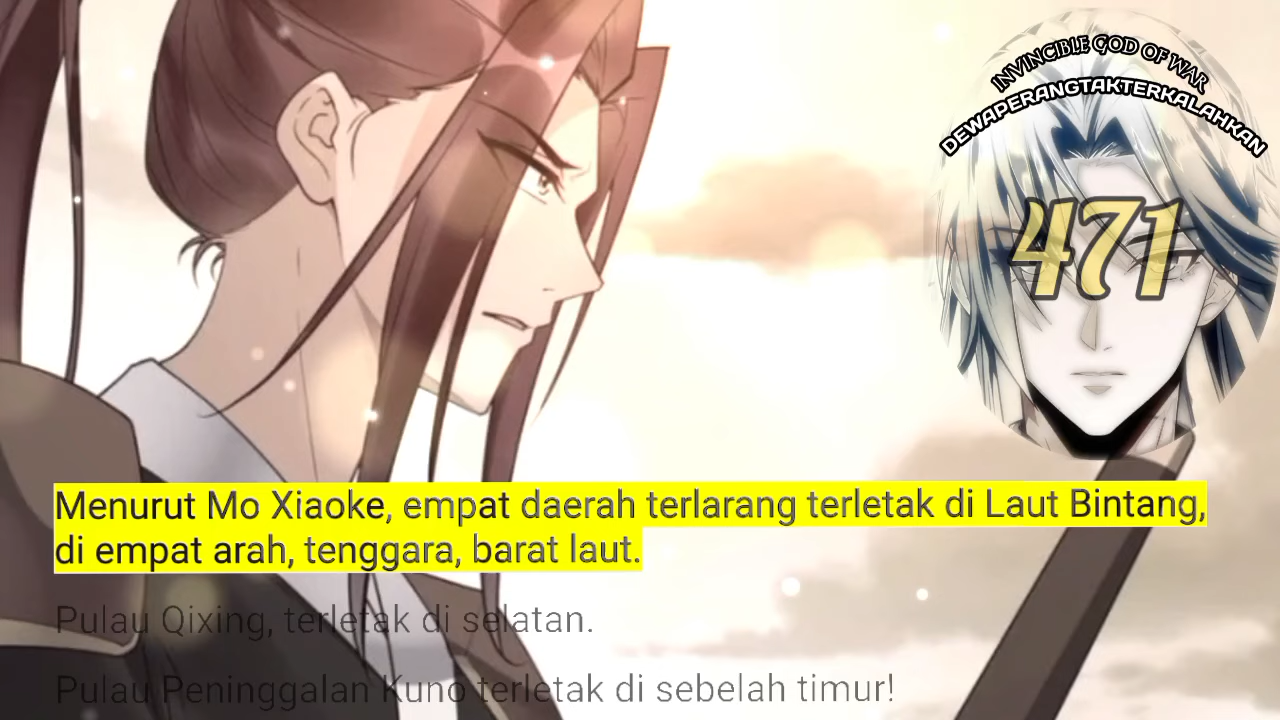 INVINCIBLE GOD OF WAR
DEWAPERANGTAKTERKALAHKAN
471
Menurut Mo Xiaoke, empat daerah terlarang terletak di Laut Bintang,
di empat arah, tenggara, barat laut.
Pulau Qixing, terletak di selatan.
Pulau Peninggalan Kuno terletak di sebelah timur!